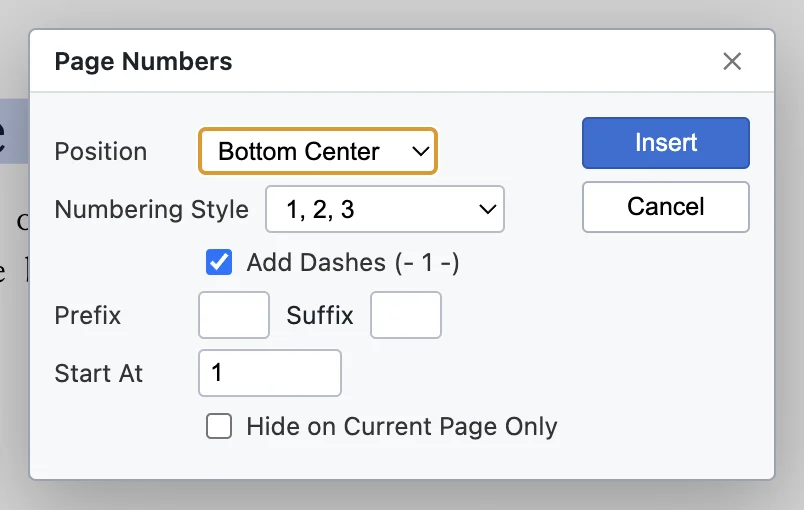 Page Numbers
Position Bottom Center Insert
Numbering Style 1, 2, 3 Cancel
Add Dashes (- 1 -)
Prefix Suffix
Start At 1
Hide on Current Page Only